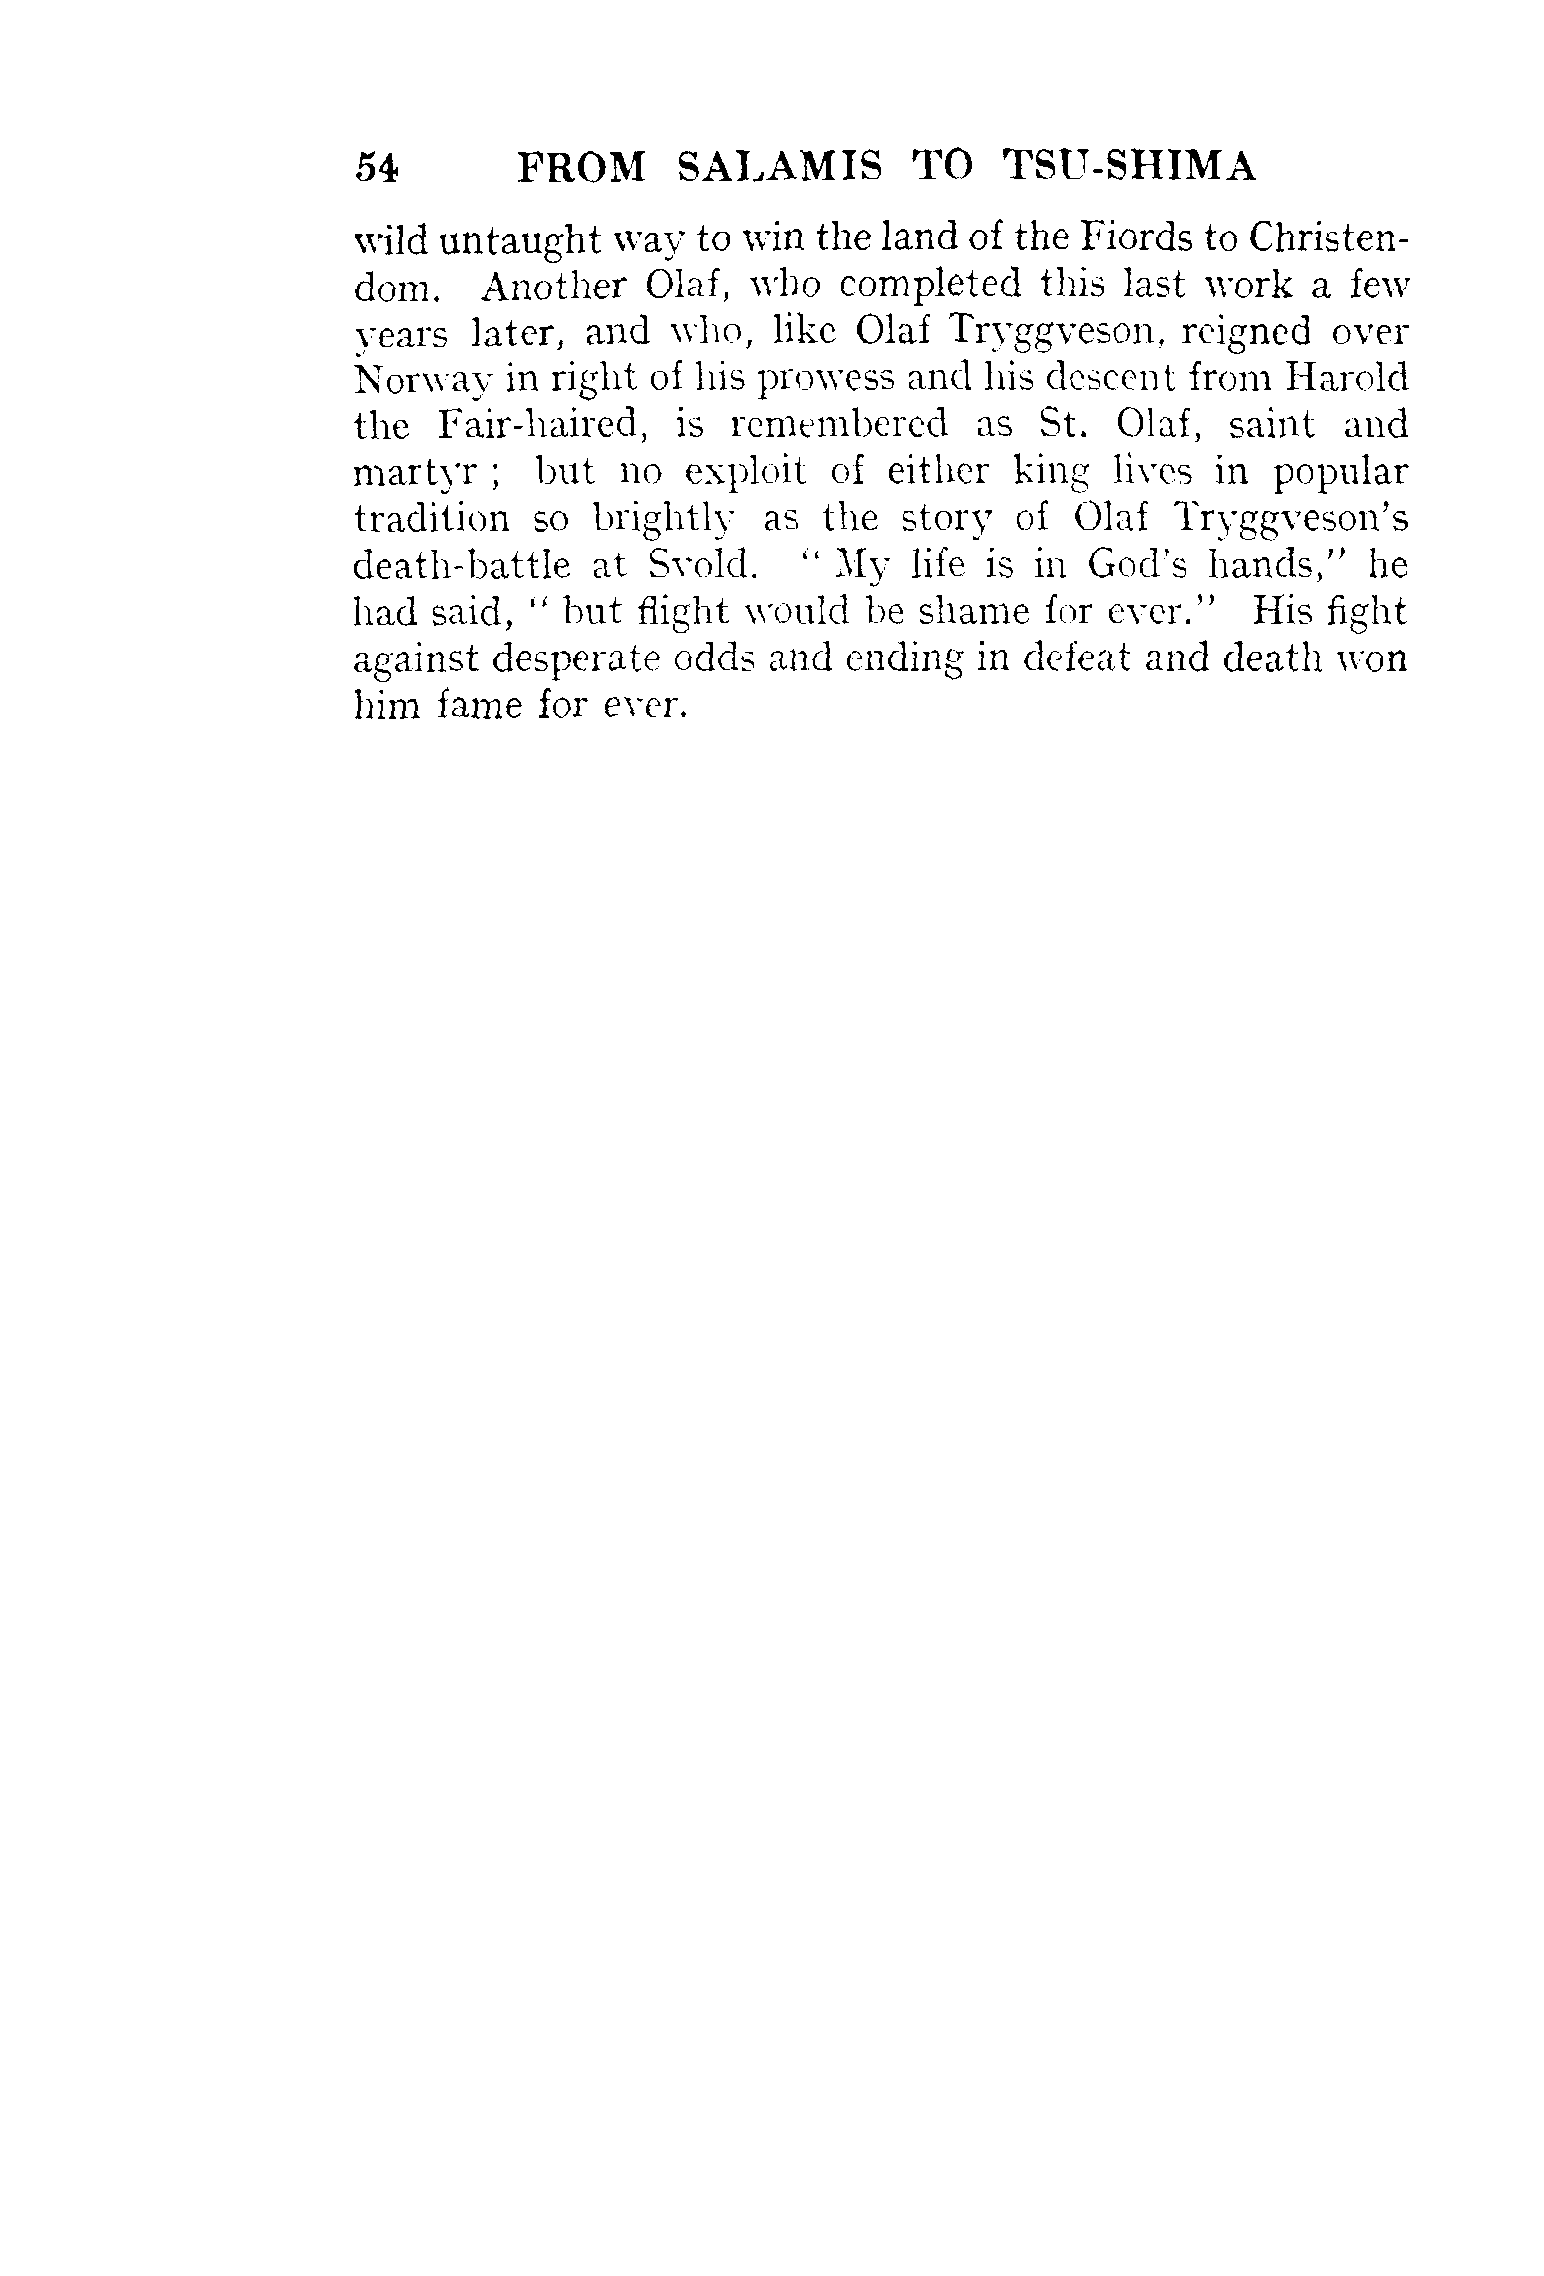 54 FROM SALAMIS TO TSU-SHIMA
wild untaught way to win the land of the Fiords to Christen-
dom. Another Olaf, who completed this last work a few
years later, and who, like Olaf Tryggveson, reigned over
Norway in right of his prowess and his descent from Harold
the Fair-haired, is remembered as St. Olaf, saint and
martyr ; but no exploit of either king lives in popular
tradition so brightly as the story of Olaf Tryggveson's
death-battle at Svold. " My life is in God's hands," he
had said, " but flight would be shame for ever." His fight
against desperate odds and ending in defeat and death won
him fame for ever.